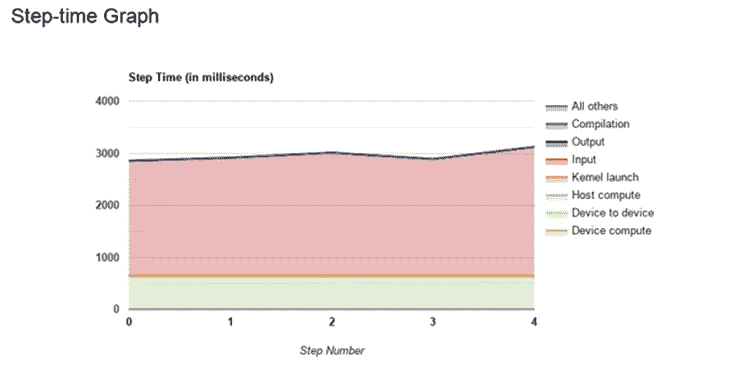 Step-time Graph
Step Time (in milliseconds)
4000
3000
2000
1000
0
0 1 2 3 4
Step Number
All others
Compilation
Output
Input
Kernel launch
Host compute
Device to device
Device compute